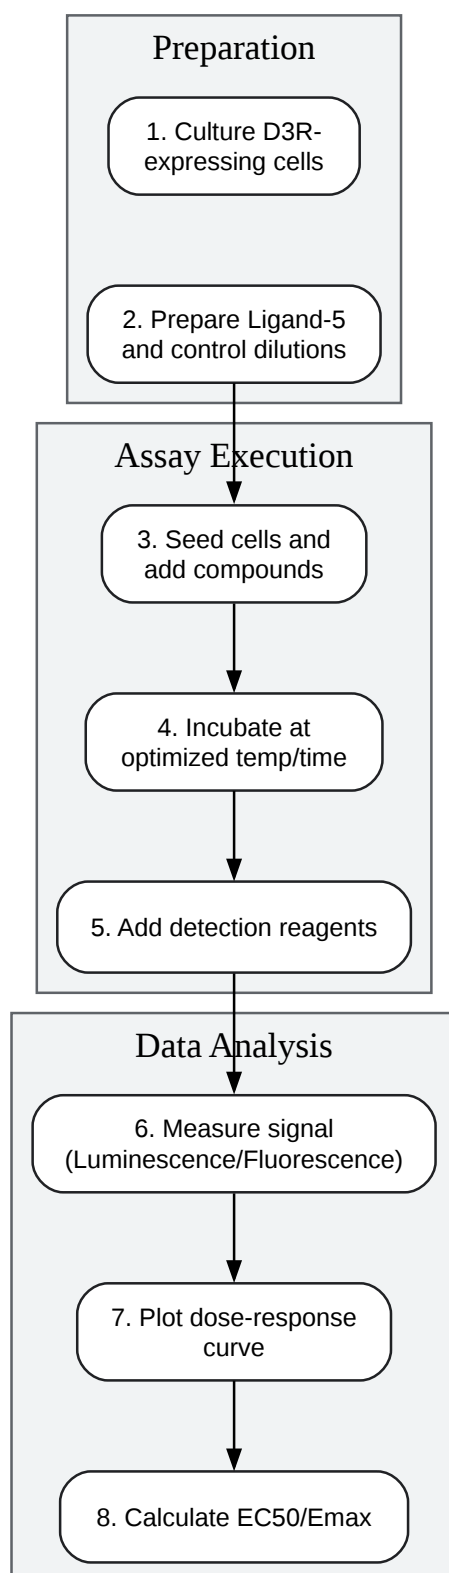 Preparation
1. Culture D3R-
expressing cells
2. Prepare Ligand-5
and control dilutions
Assay Execution
3. Seed cells and
add compounds
4. Incubate at
optimized temp/time
5. Add detection reagents
Data Analysis
6. Measure signal
(Luminescence/Fluorescence)
7. Plot dose-response
curve
8. Calculate EC50/Emax